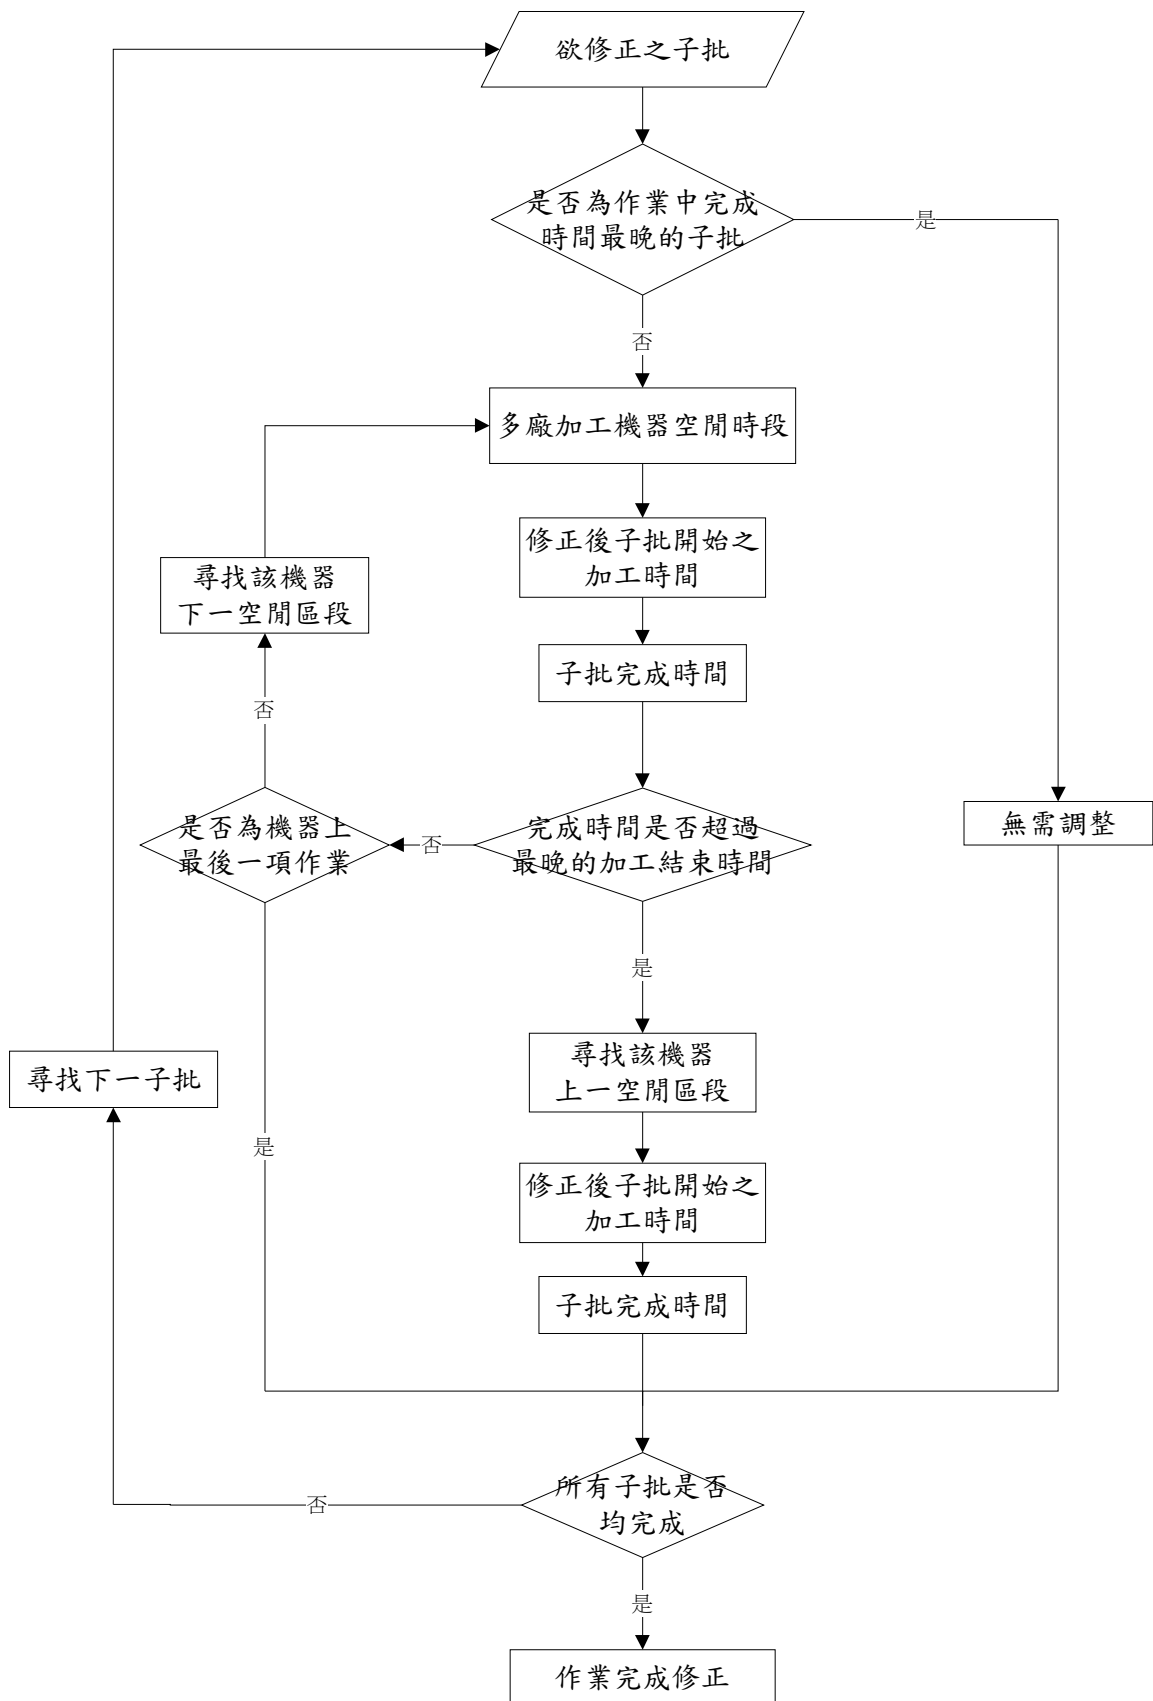 欲修正之子批
是否為作業中完成
時間最晚的子批
是
否
多廠加工機器空閒時段
修正後子批開始之
加工時間
尋找該機器
下一空閒區段
子批完成時間
否
是否為機器上
最後一項作業
否
完成時間是否超過
最晚的加工結束時間
無需調整
是
尋找該機器
上一空閒區段
尋找下一子批
是
修正後子批開始之
加工時間
子批完成時間
所有子批是否
均完成
否
是
作業完成修正